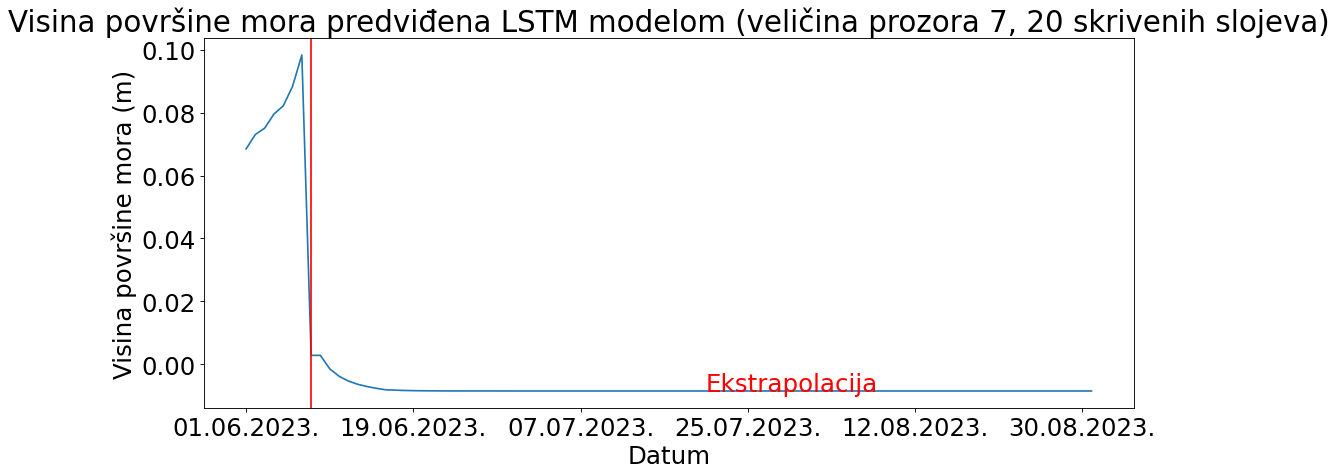 Visina površine mora predviđena LSTM modelom (veličina prozora 7, 20 skrivenih slojeva)
Visina površine mora (m)
0.10
0.08
0.06
0.04
0.02
0.00
Ekstrapolacija
01.06.2023. 19.06.2023. 07.07.2023. 25.07.2023. 12.08.2023. 30.08.2023.
Datum